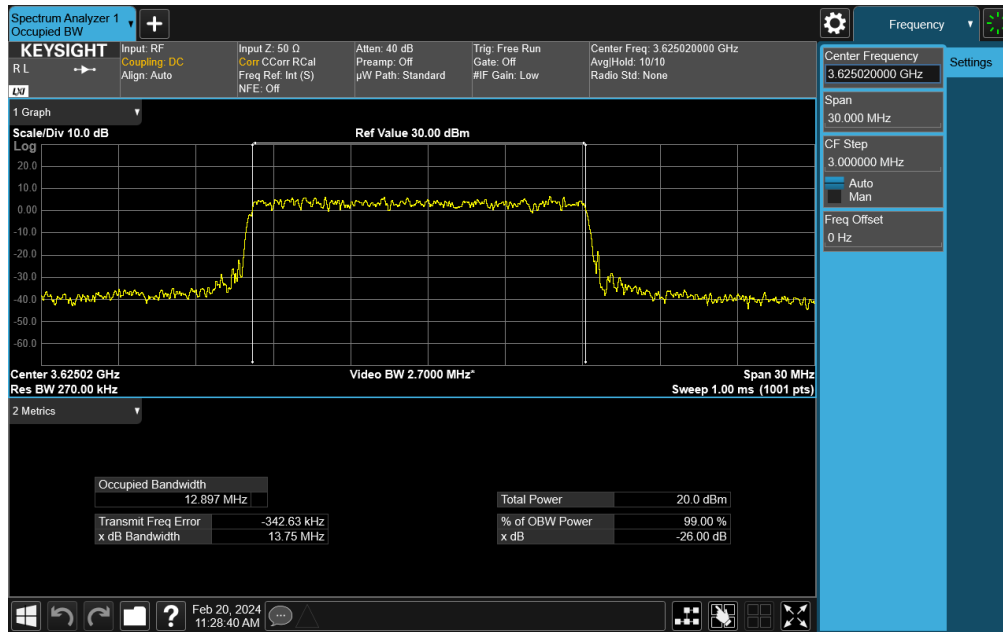 Spectrum Analyzer 1
Occupied BW
Frequency
KEYSIGHT
R L
LXI
Input: RF
Coupling: DC
Align: Auto
Input Z: 50 Ω
Corr CCorr RCal
Freq Ref: Int (S)
NFE: Off
Atten: 40 dB
Preamp: Off
µW Path: Standard
Trig: Free Run
Gate: Off
#IF Gain: Low
Center Freq: 3.625020000 GHz
Avg|Hold: 10/10
Radio Std: None
Center Frequency
3.625020000 GHz
Settings
Span
30.000 MHz
CF Step
3.000000 MHz
Auto
Man
Freq Offset
0 Hz
1 Graph
Scale/Div 10.0 dB
Ref Value 30.00 dBm
Log
20.0
10.0
0.00
-10.0
-20.0
-30.0
-40.0
-50.0
-60.0
Center 3.62502 GHz
Video BW 2.7000 MHz*
Span 30 MHz
Res BW 270.00 kHz
Sweep 1.00 ms (1001 pts)
2 Metrics
Occupied Bandwidth
12.897 MHz
Total Power 20.0 dBm
Transmit Freq Error -342.63 kHz
% of OBW Power 99.00 %
x dB Bandwidth 13.75 MHz
x dB -26.00 dB
?
Feb 20, 2024
11:28:40 AM